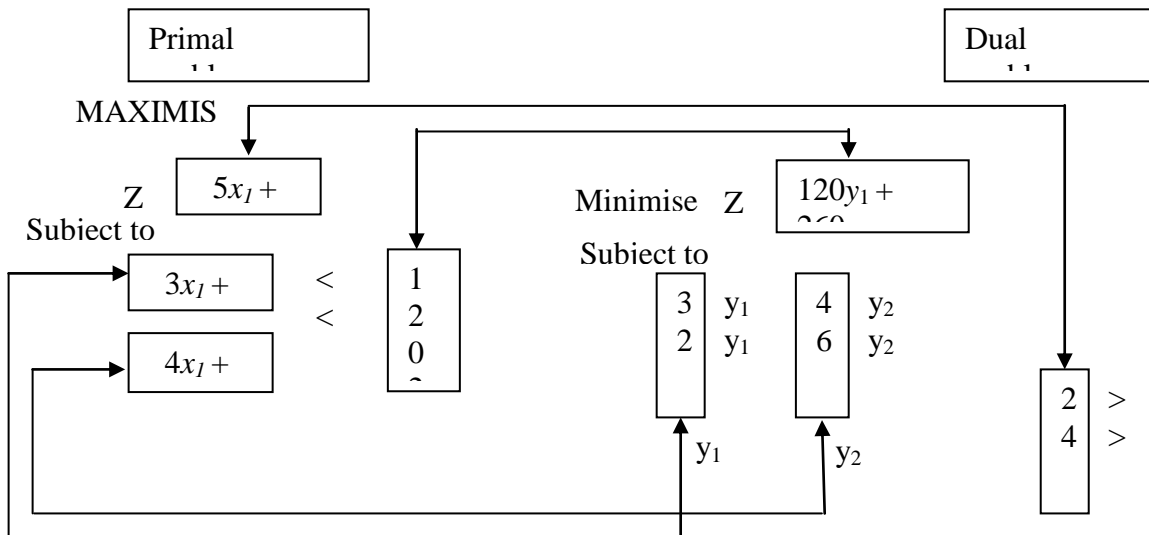 Primal
Dual
MAXIMIS
Z 5x₁ +
Subject to
3x₁ + <
<
4x₁ +
1
2
0
Minimise Z 120y₁ +
Subject to
3 y₁ 4 y₂
2 y₁ 6 y₂
y₁ y₂
2 >
4 >